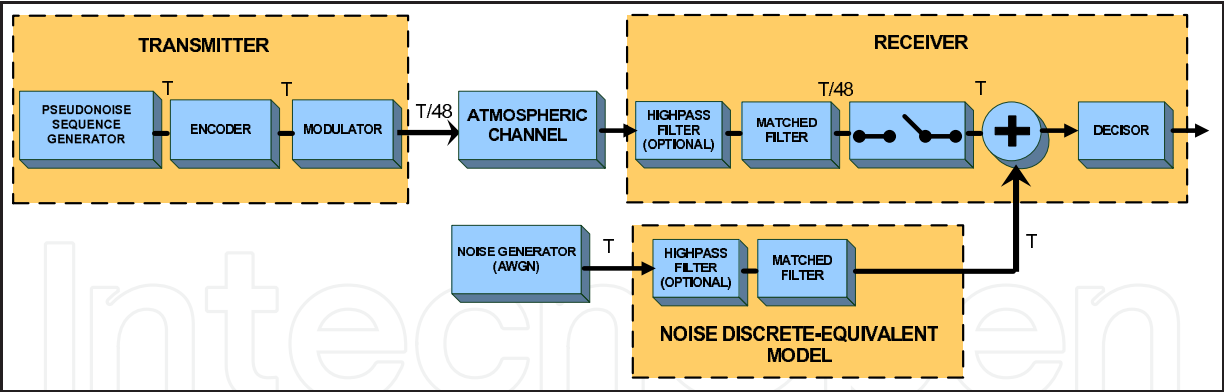 TRANSMITTER
PSEUDONOISE
SEQUENCE
GENERATOR
T
ENCODER
T
MODULATOR
T/48
ATMOSPHERIC
CHANNEL
RECEIVER
HIGHPASS
FILTER
(OPTIONAL)
MATCHED
FILTER
T/48
T
+
DECISOR
NOISE GENERATOR
(AWGN)
T
HIGHPASS
FILTER
(OPTIONAL)
MATCHED
FILTER
T
NOISE DISCRETE-EQUIVALENT
MODEL